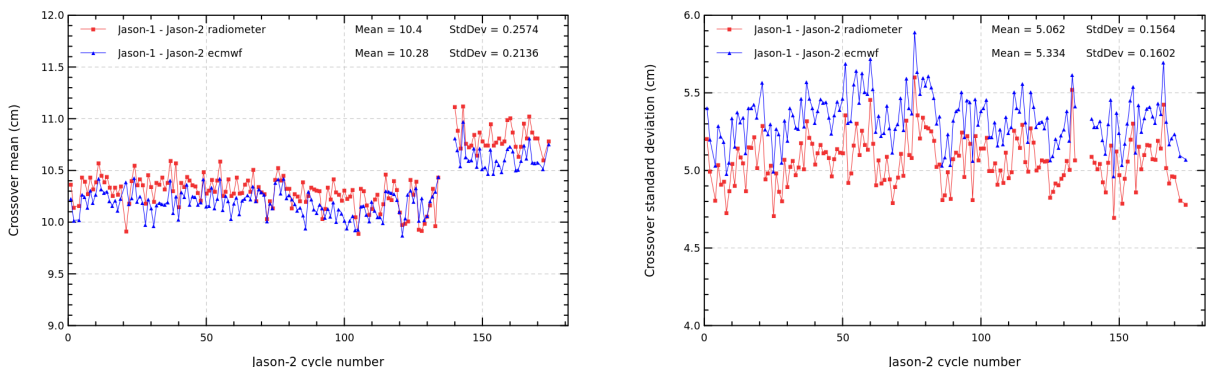 12.0
Jason-1 - Jason-2 radiometer Mean = 10.4 StdDev = 0.2574
Jason-1 - Jason-2 ecmwf Mean = 10.28 StdDev = 0.2136
11.5
11.0
10.5
10.0
9.5
9.0
0 50 100 150
Crossover mean (cm)
Jason-2 cycle number
6.0
Jason-1 - Jason-2 radiometer Mean = 5.062 StdDev = 0.1564
Jason-1 - Jason-2 ecmwf Mean = 5.334 StdDev = 0.1602
5.5
5.0
4.5
4.0
0 50 100 150
Crossover standard deviation (cm)
Jason-2 cycle number